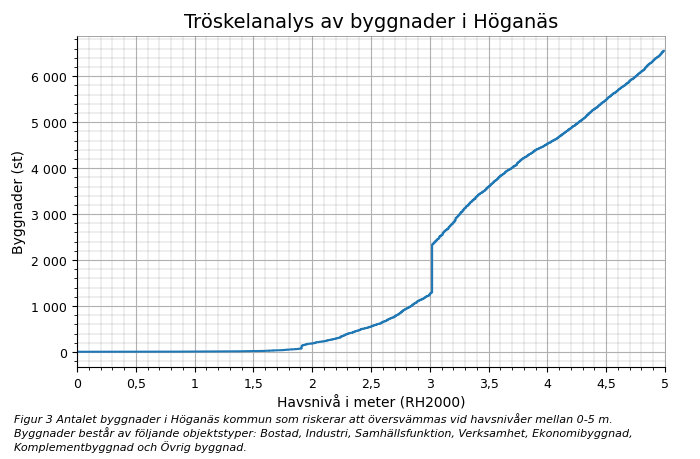 Tröskelanalys av byggnader i Höganäs
Byggnader (st)
6 000
5 000
4 000
3 000
2 000
1 000
0
0 0,5 1 1,5 2 2,5 3 3,5 4 4,5 5
Havsnivå i meter (RH2000)
Figur 3 Antalet byggnader i Höganäs kommun som riskerar att översvämmas vid havsnivåer mellan 0-5 m.
Byggnader består av följande objektstyper: Bostad, Industri, Samhällsfunktion, Verksamhet, Ekonomibyggnad,
Komplementbyggnad och Övrig byggnad.